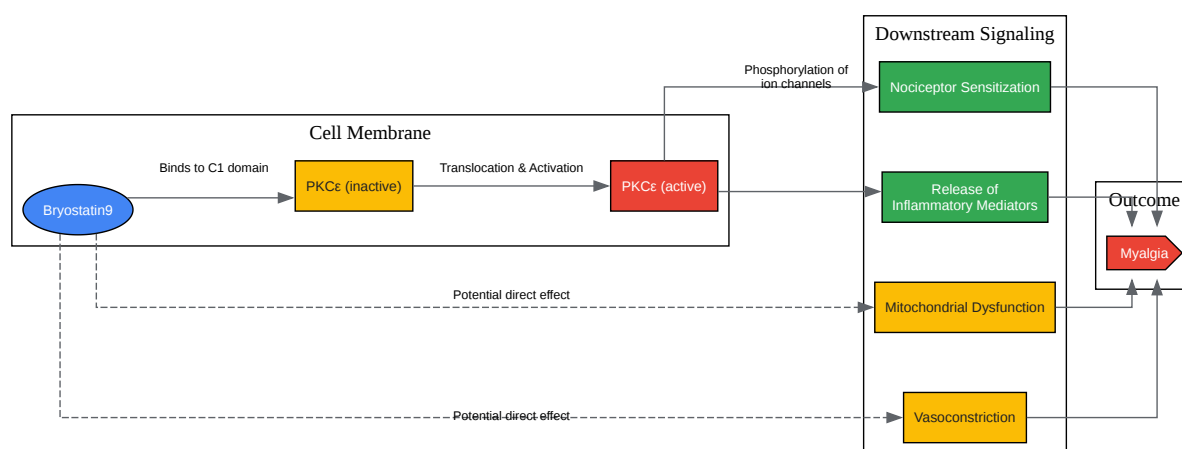 Downstream Signaling
Phosphorylation of
ion channels
Nociceptor Sensitization
Cell Membrane
Binds to C1 domain
Translocation & Activation
PKCε (inactive)
PKCε (active)
Bryostatin9
Release of
Inflammatory Mediators
Outcome
Myalgia
Potential direct effect
Mitochondrial Dysfunction
Potential direct effect
Vasoconstriction